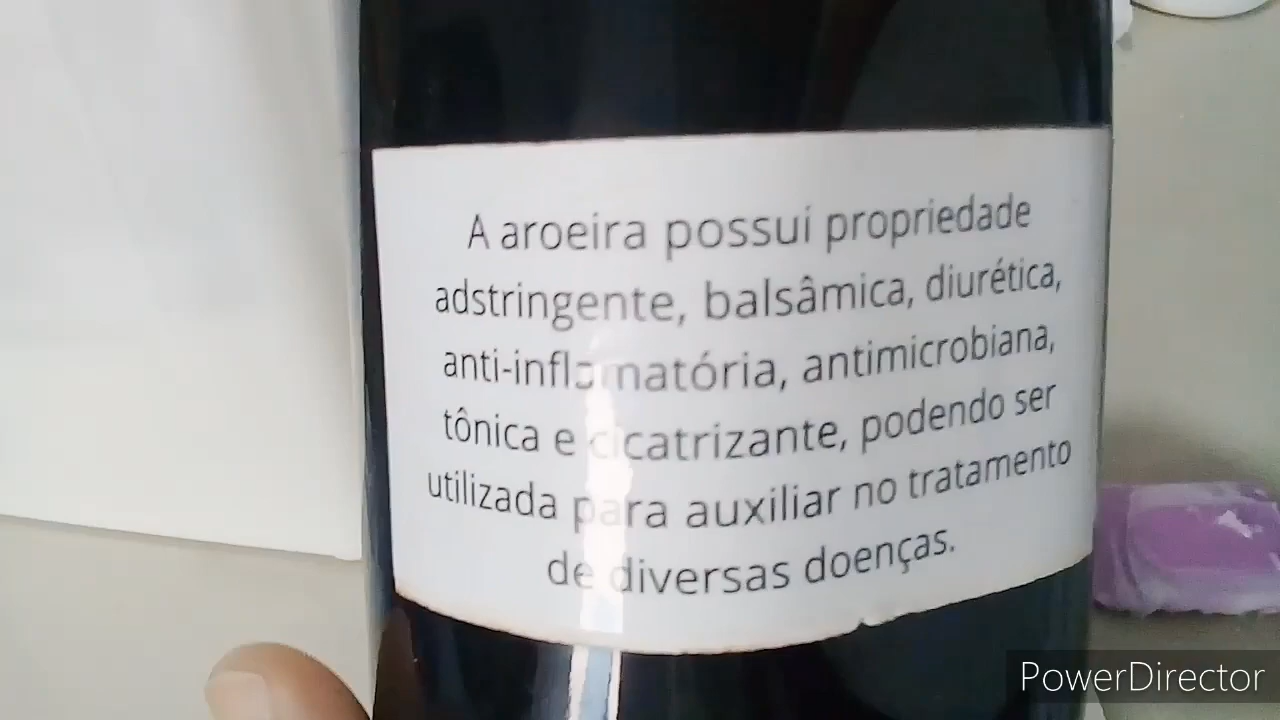 A aroeira possui propriedade
adstringente, balsâmica, diurética,
anti-inflamatória, antimicrobiana,
tônica e cicatrizante, podendo ser
utilizada para auxiliar no tratamento
de diversas doenças.
PowerDirector